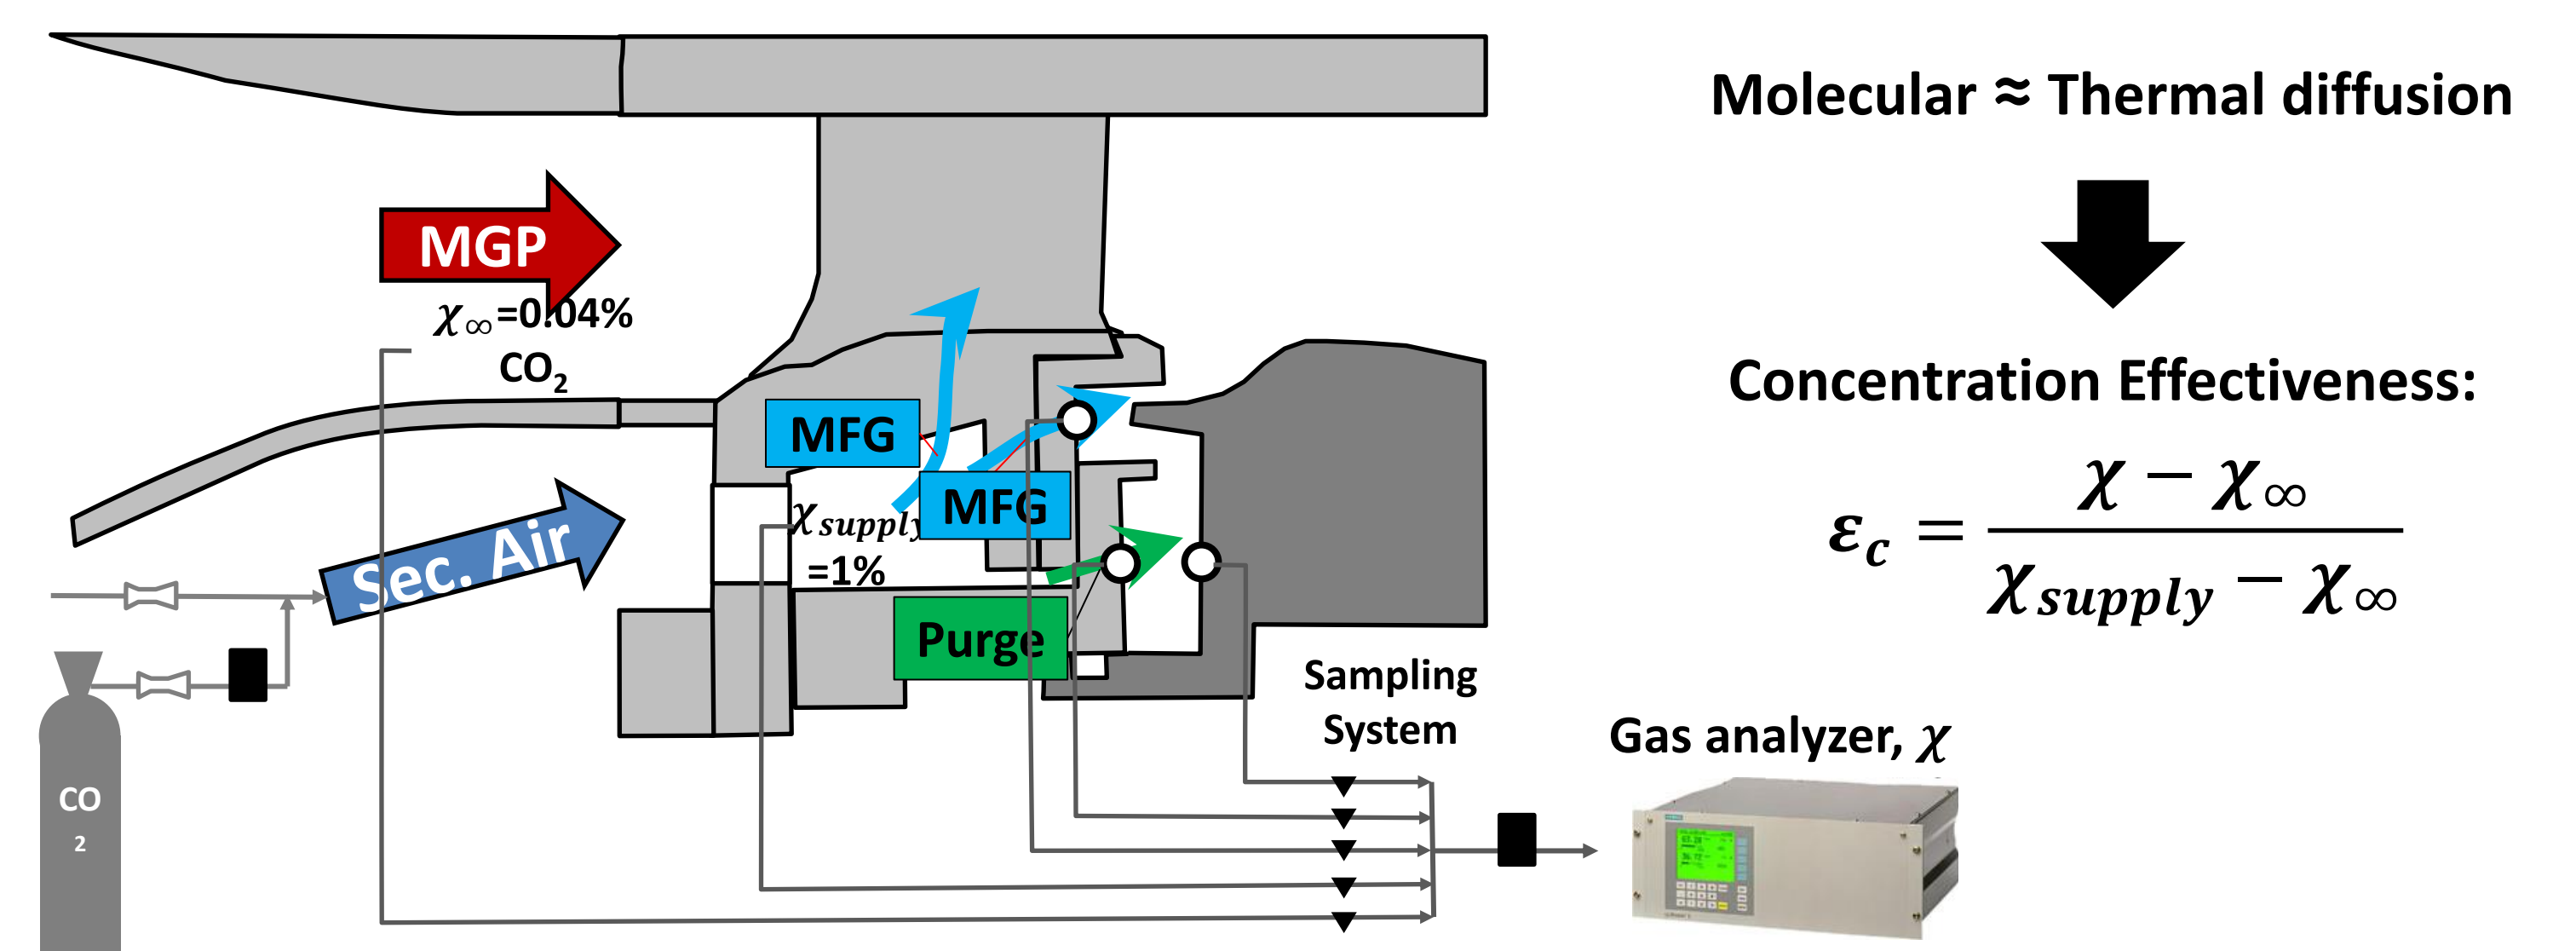 Molecular ≈ Thermal diffusion
MGP
χ∞=0.04%
CO2
Concentration Effectiveness:
MFG
MFG
χsupply
=1%
εc = (χ − χ∞) / (χsupply − χ∞)
Sec. Air
Purge
Sampling
System
Gas analyzer, χ
CO
2